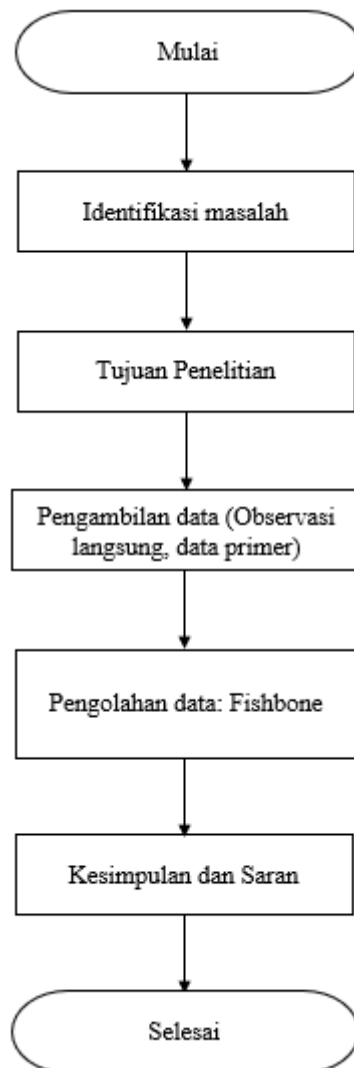 Mulai
Identifikasi masalah
Tujuan Penelitian
Pengambilan data (Observasi
langsung, data primer)
Pengolahan data: Fishbone
Kesimpulan dan Saran
Selesai